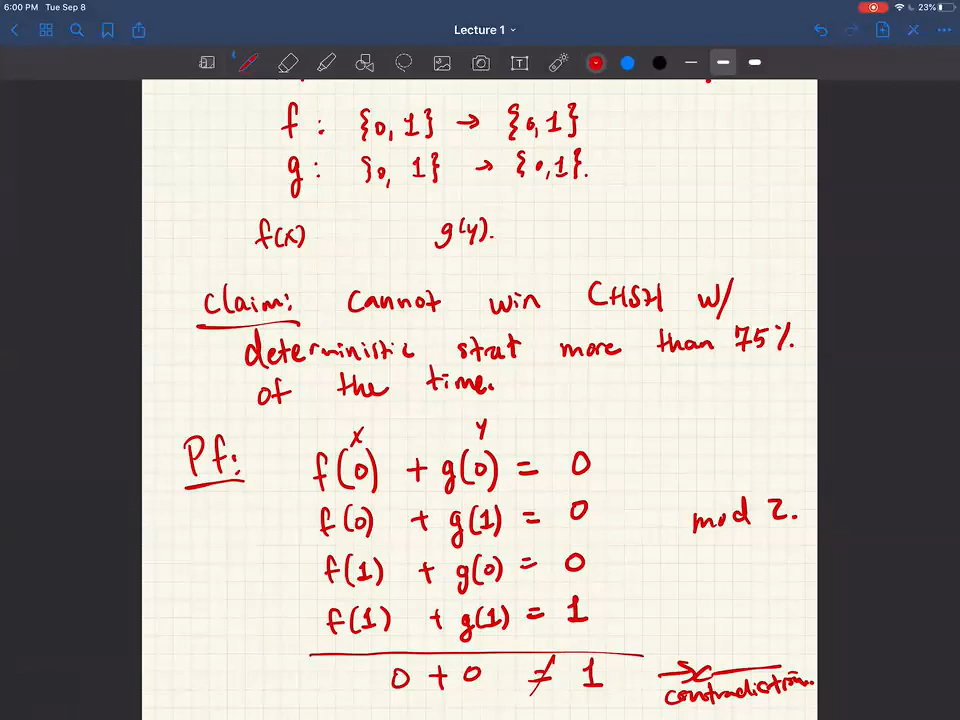 6:00 PM Tue Sep 8
23%
Lecture 1
T
f : {0, 1} → {0, 1}
g : {0, 1} → {0,1}.
f(x) g(y).
Claim: Cannot win CHSH w/
deterministic strat more than 75%
of the time.
x y
Pf: f(0) + g(0) = 0
f(0) + g(1) = 0 mod 2.
f(1) + g(0) = 0
f(1) + g(1) = 1
0 + 0 ≠ 1
contradiction.